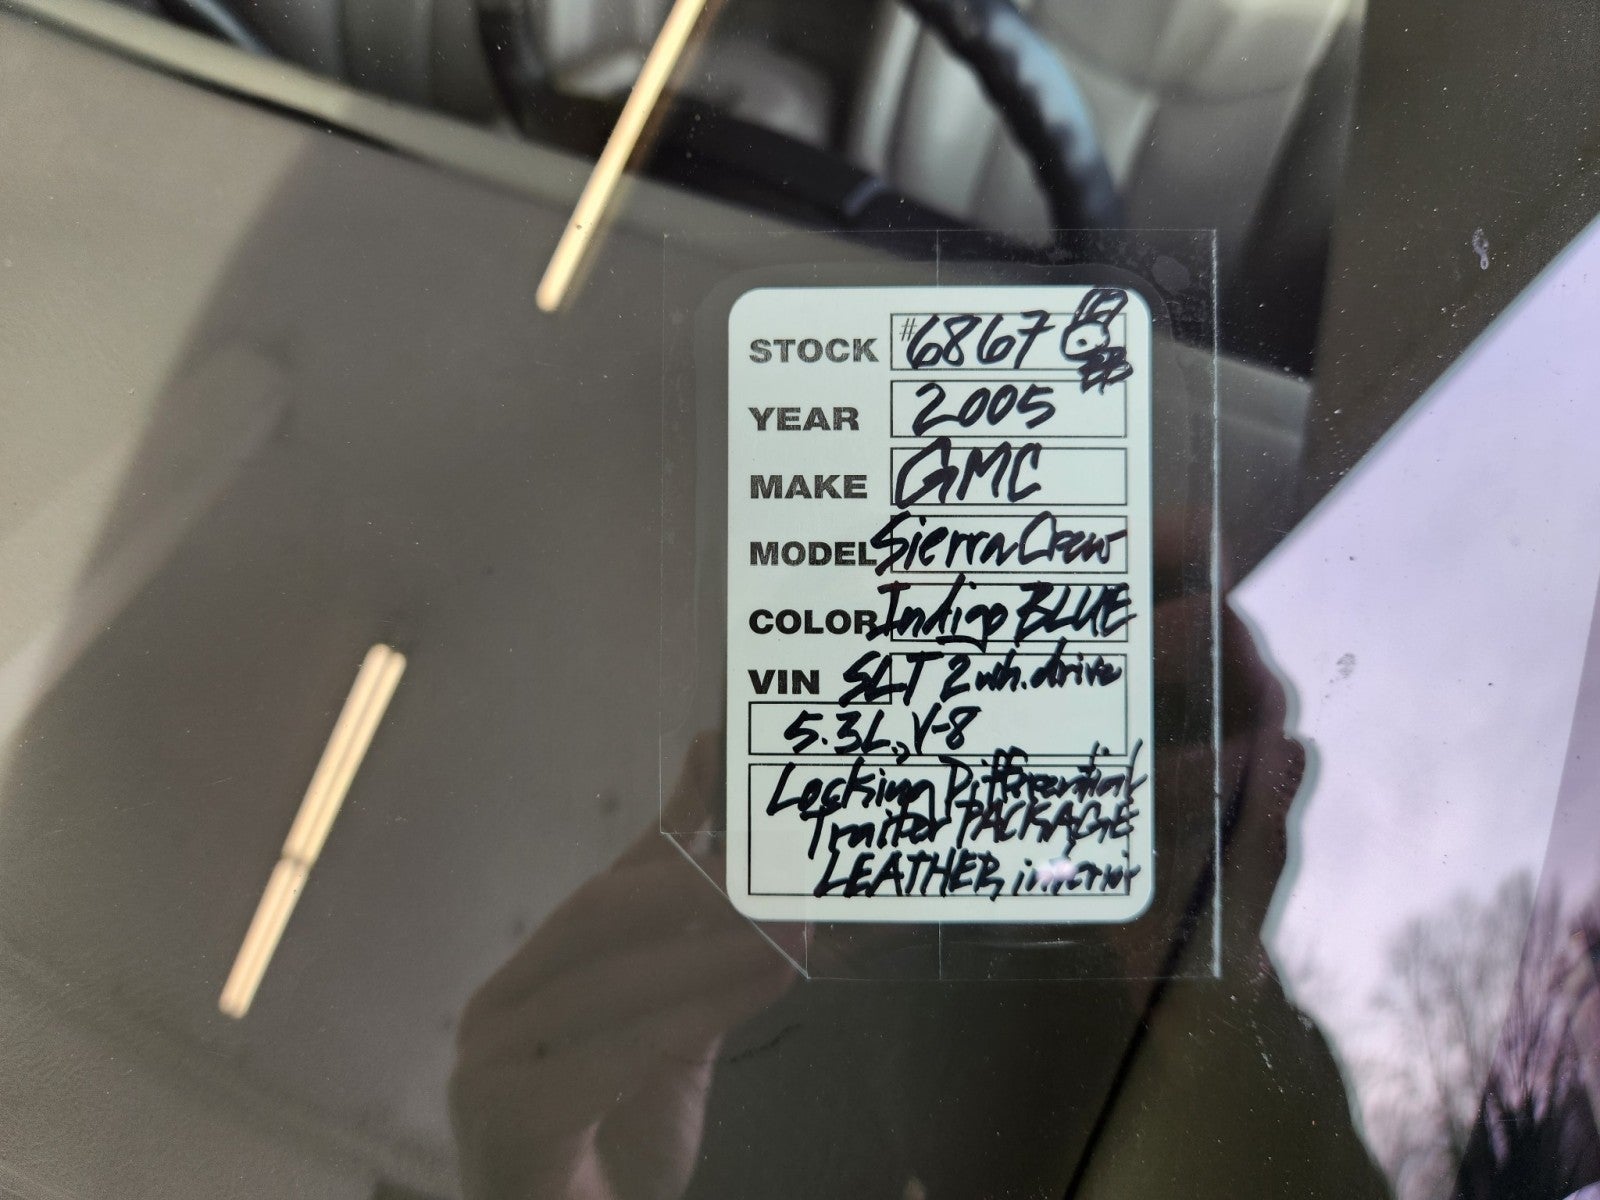 STOCK #6867
YEAR 2005
MAKE GMC
MODEL Sierra Crew
COLOR Indigo BLUE
VIN SLT 2 wh. drive
5.3L, V-8
Locking Differential
Trailor PACKAGE
LEATHER interior